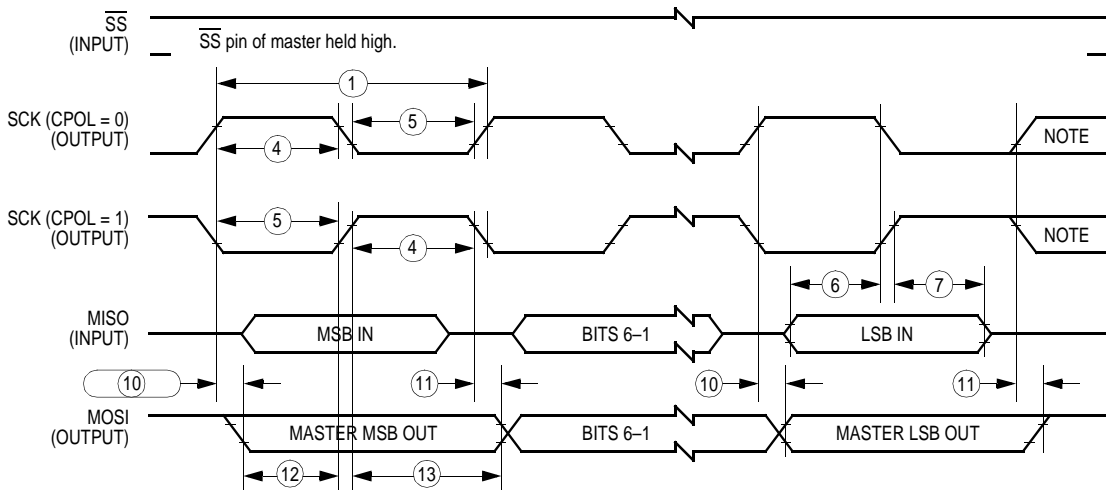 SS
(INPUT)
SS pin of master held high.
1
SCK (CPOL = 0)
(OUTPUT)
5
4
NOTE
SCK (CPOL = 1)
(OUTPUT)
5
4
NOTE
6
7
MISO
(INPUT)
MSB IN
BITS 6–1
LSB IN
10
11
10
11
MOSI
(OUTPUT)
MASTER MSB OUT
BITS 6–1
MASTER LSB OUT
12
13